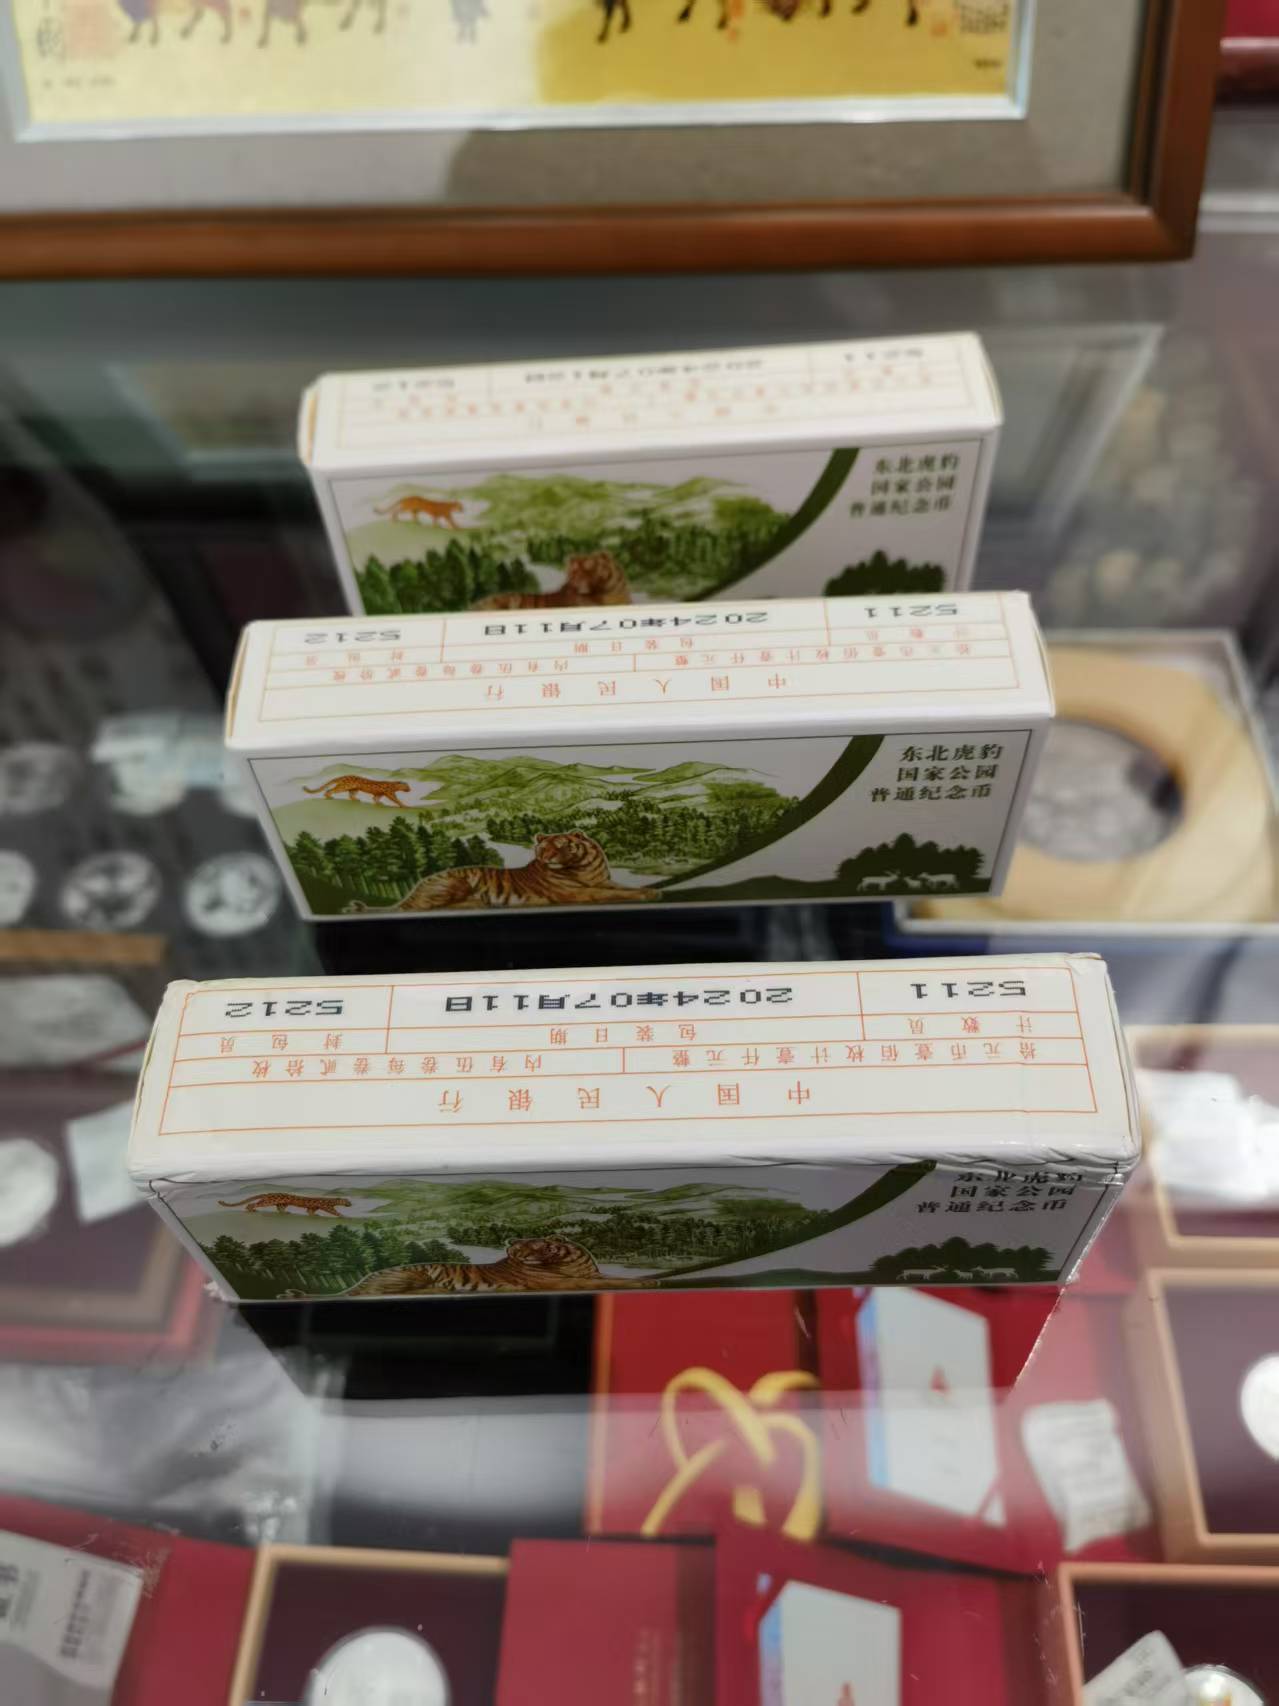 东北虎豹
国家公园
普通纪念币
中国人民银行
拾元币壹佰枚计壹仟元整 内有伍卷每卷贰拾枚
计数员 包装日期 封包员
5211 2024年07月11日 5212
东北虎豹
国家公园
普通纪念币
中国人民银行
拾元币壹佰枚计壹仟元整 内有伍卷每卷贰拾枚
计数员 包装日期 封包员
5211 2024年07月11日 5212
东北虎豹
国家公园
普通纪念币